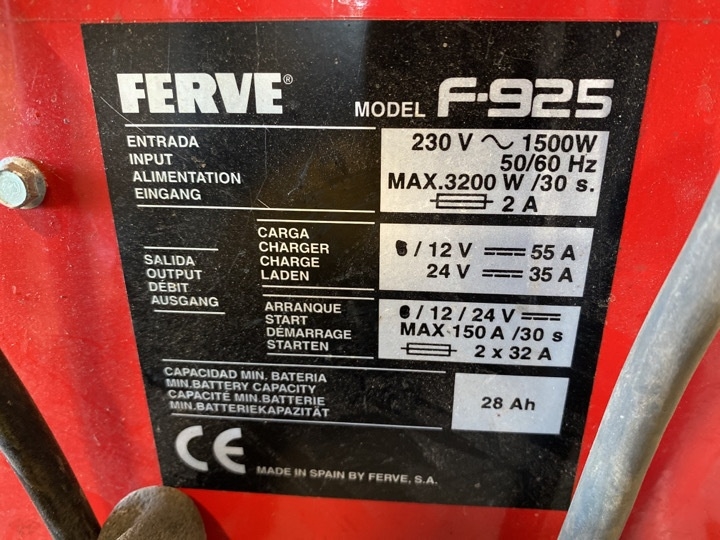 FERVE®
MODEL F-925
ENTRADA
INPUT
ALIMENTATION
EINGANG
230 V ~ 1500W
50/60 Hz
MAX.3200 W /30 s.
2 A
SALIDA
OUTPUT
DÉBIT
AUSGANG
CARGA
CHARGER
CHARGE
LADEN
6 / 12 V ⎓ 55 A
24 V ⎓ 35 A
ARRANQUE
START
DÉMARRAGE
STARTEN
6 / 12 / 24 V ⎓
MAX 150 A /30 s
2 x 32 A
CAPACIDAD MIN. BATERIA
MIN.BATTERY CAPACITY
CAPACITÉ MIN.BATTERIE
MIN.BATTERIEKAPAZITÄT
28 Ah
CE
MADE IN SPAIN BY FERVE, S.A.